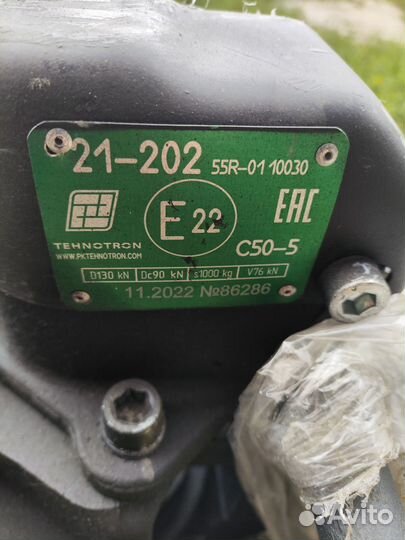 21-202 55R-01 10030
TEHNOTRON
WWW.PKTEHNOTRON.COM
E 22
EAC
C50-5
D130 kN Dc90 kN s1000 kg V76 kN
11.2022 №86286
Avito